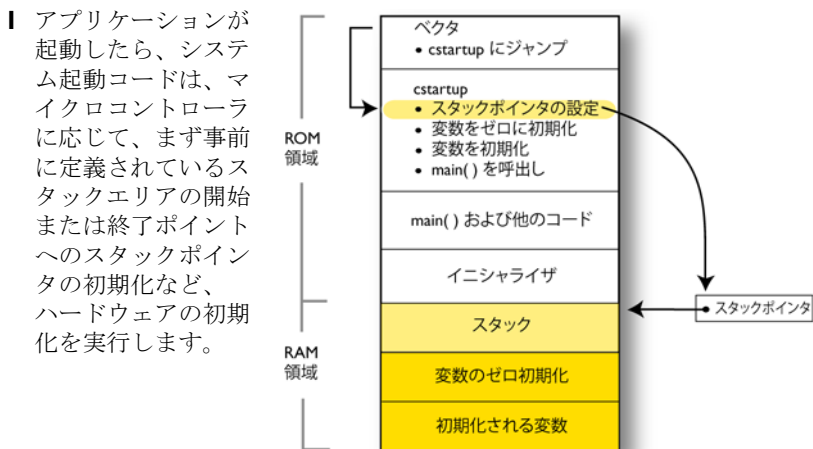 1 アプリケーションが
起動したら、システ
ム起動コードは、マ
イクロコントローラ
に応じて、まず事前
に定義されているス
タックエリアの開始
または終了ポイント
へのスタックポイン
タの初期化など、
ハードウェアの初期
化を実行します。
ROM
領域
RAM
領域
ベクタ
• cstartup にジャンプ
cstartup
• スタックポインタの設定
• 変数をゼロに初期化
• 変数を初期化
• main( ) を呼出し
main( ) および他のコード
イニシャライザ
スタック
変数のゼロ初期化
初期化される変数
スタックポインタ